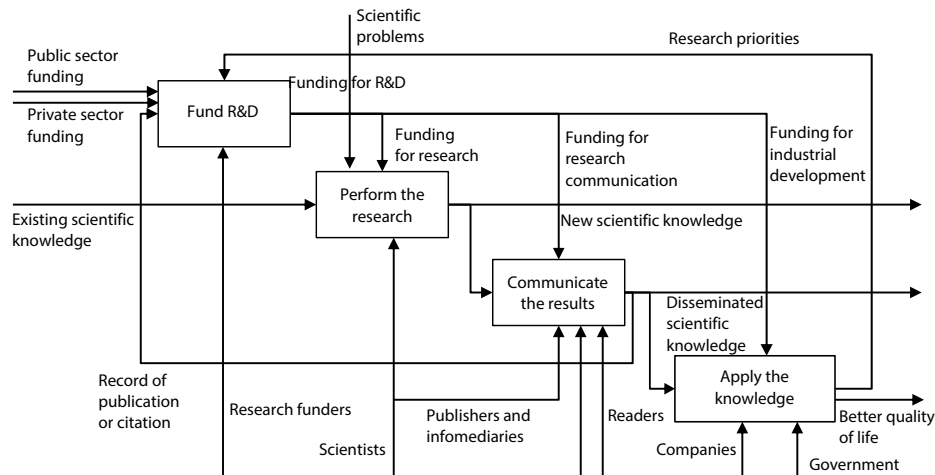 Scientific
problems
Research priorities
Public sector
funding
Funding for R&D
Fund R&D
Private sector
funding
Funding
for research
Funding for
research
communication
Funding for
industrial
development
Perform the
research
Existing scientific
knowledge
New scientific knowledge
Communicate
the results
Disseminated
scientific
knowledge
Apply the
knowledge
Record of
publication
or citation
Research funders
Publishers and
infomediaries
Readers
Better quality
of life
Scientists
Companies
Government